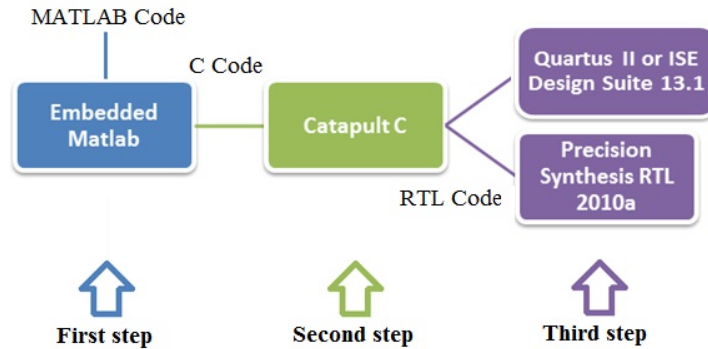 MATLAB Code
C Code
Embedded
Matlab
Catapult C
Quartus II or ISE
Design Suite 13.1
Precision
Synthesis RTL
2010a
RTL Code
First step
Second step
Third step